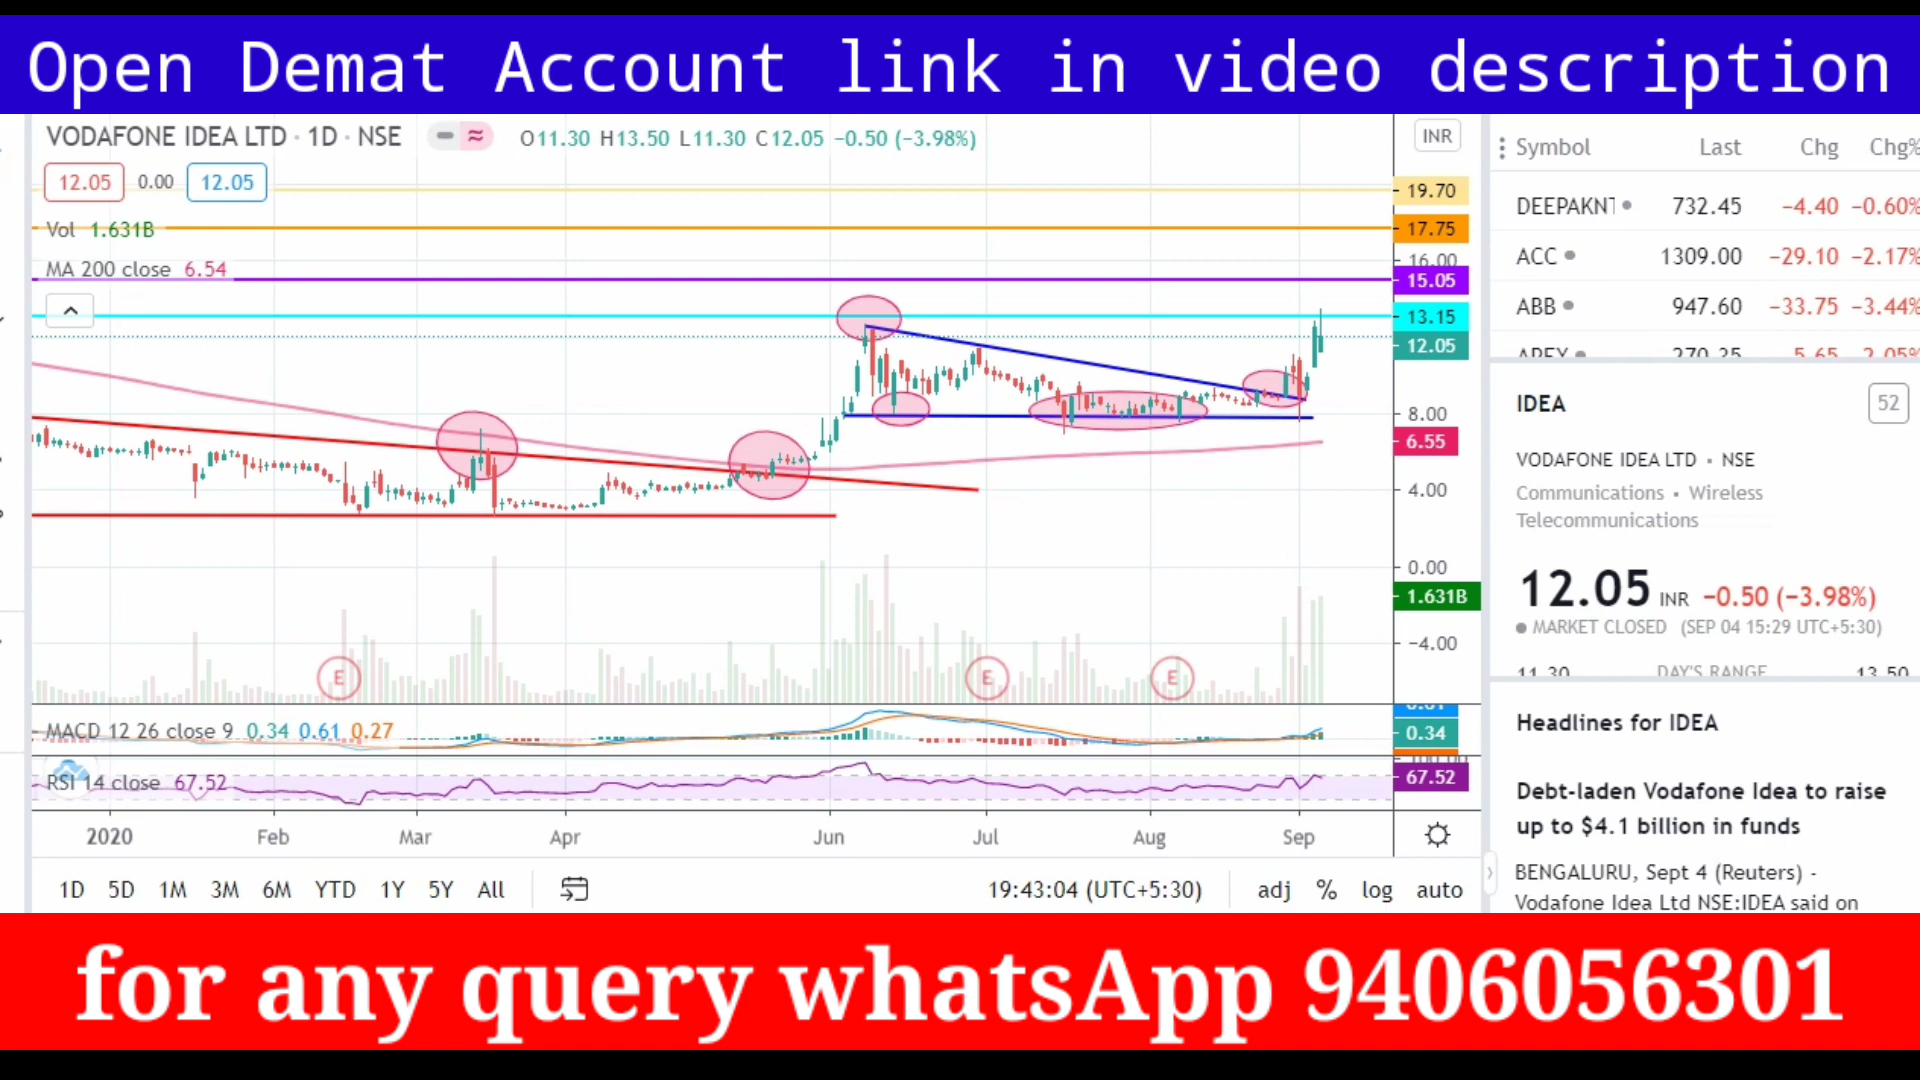 Open Demat Account link in video description
VODAFONE IDEA LTD · 1D · NSE
O11.30 H13.50 L11.30 C12.05 −0.50 (−3.98%)
INR
12.05 0.00 12.05
Vol 1.631B
MA 200 close 6.54
19.70
17.75
16.00
15.05
13.15
12.05
8.00
6.55
4.00
0.00
1.631B
−4.00
E
E
E
MACD 12 26 close 9 0.34 0.61 0.27
0.34
RSI 14 close 67.52
67.52
2020 Feb Mar Apr Jun Jul Aug Sep
1D 5D 1M 3M 6M YTD 1Y 5Y All
19:43:04 (UTC+5:30)
adj % log auto
Symbol Last Chg Chg%
DEEPAKNT 732.45 −4.40 −0.60%
ACC 1309.00 −29.10 −2.17%
ABB 947.60 −33.75 −3.44%
IDEA
52
VODAFONE IDEA LTD · NSE
Communications · Wireless
Telecommunications
12.05 INR −0.50 (−3.98%)
MARKET CLOSED (SEP 04 15:29 UTC+5:30)
11.30 DAY'S RANGE 13.50
Headlines for IDEA
Debt-laden Vodafone Idea to raise
up to $4.1 billion in funds
BENGALURU, Sept 4 (Reuters) -
Vodafone Idea Ltd NSE:IDEA said on
for any query whatsApp 9406056301